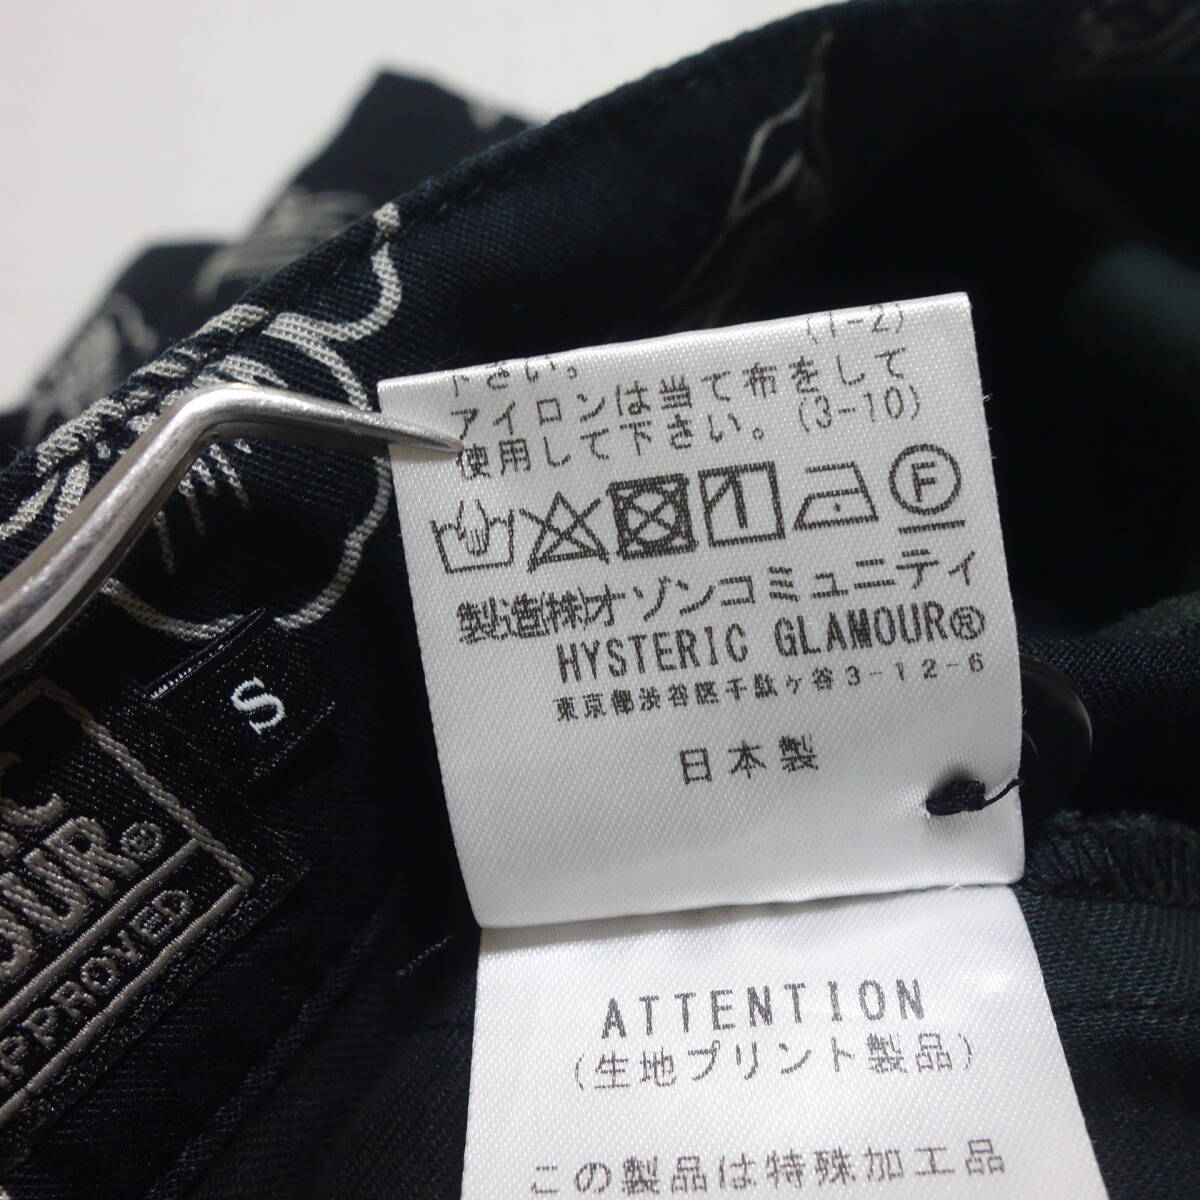 (1-2)
下さい。
アイロンは当て布をして
使用して下さい。(3-10)
F
製造(株)オゾンコミュニティ
HYSTERIC GLAMOUR®
東京都渋谷区千駄ヶ谷3-12-6
日本製
S
OUR®
APPROVED
ATTENTION
(生地プリント製品)
この製品は特殊加工品